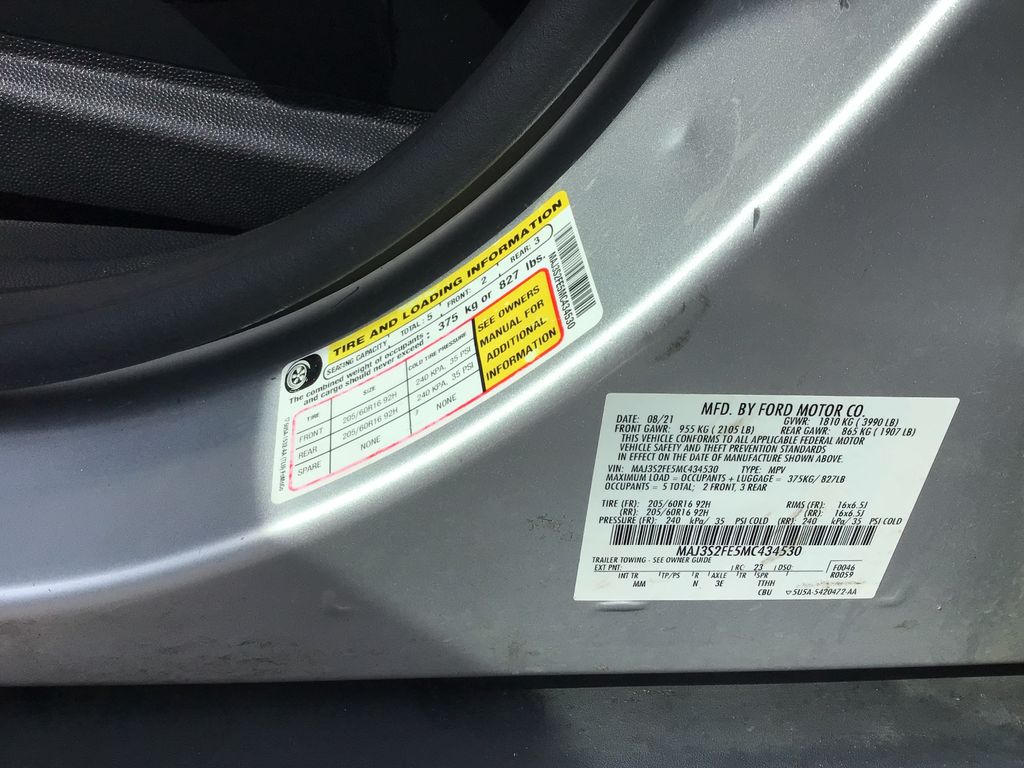 TIRE AND LOADING INFORMATION
SEATING CAPACITY TOTAL: 5 FRONT: 2 REAR: 3
The combined weight of occupants
and cargo should never exceed : 375 kg or 827 lbs.
TIRE SIZE COLD TIRE PRESSURE
FRONT 205/60R16 92H 240 KPA, 35 PSI
REAR 205/60R16 92H 240 KPA, 35 PSI
SPARE NONE NONE
SEE OWNERS
MANUAL FOR
ADDITIONAL
INFORMATION
MAJ3S2FE5MC434530
MFD. BY FORD MOTOR CO.
DATE: 08/21 GVWR: 1810 KG ( 3990 LB)
FRONT GAWR: 955 KG ( 2105 LB) REAR GAWR: 865 KG ( 1907 LB)
THIS VEHICLE CONFORMS TO ALL APPLICABLE FEDERAL MOTOR
VEHICLE SAFETY AND THEFT PREVENTION STANDARDS
IN EFFECT ON THE DATE OF MANUFACTURE SHOWN ABOVE.
VIN: MAJ3S2FE5MC434530 TYPE: MPV
MAXIMUM LOAD = OCCUPANTS + LUGGAGE = 375KG/ 827LB
OCCUPANTS = 5 TOTAL; 2 FRONT, 3 REAR
TIRE (FR): 205/60R16 92H RIMS (FR): 16x6.5J
(RR): 205/60R16 92H (RR): 16x6.5J
PRESSURE (FR): 240 kPa/ 35 PSI COLD (RR): 240 kPa/ 35 PSI COLD
MAJ3S2FE5MC434530
TRAILER TOWING - SEE OWNER GUIDE
EXT PNT: RC: 23 DSO: F0046
INT TR TP/PS R AXLE TR SPR R0059
MM N 3E TTHH
CBU 5U5A-5420472-AA